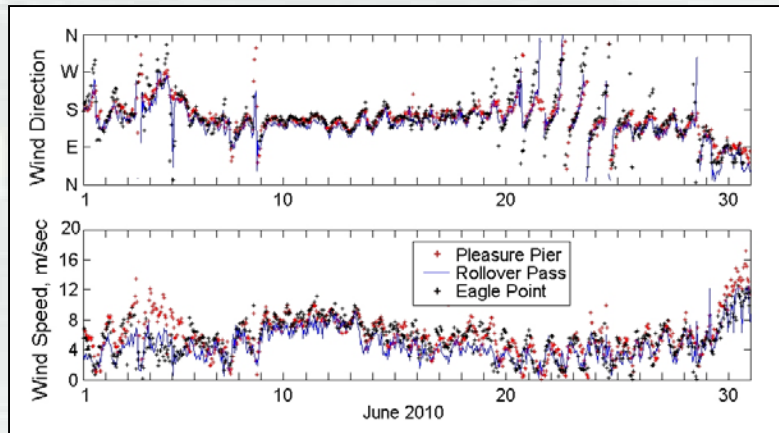 Wind Direction
N
W
S
E
N
1
10
20
30
Wind Speed, m/sec
20
16
12
8
4
0
Pleasure Pier
Rollover Pass
Eagle Point
1
10
20
30
June 2010